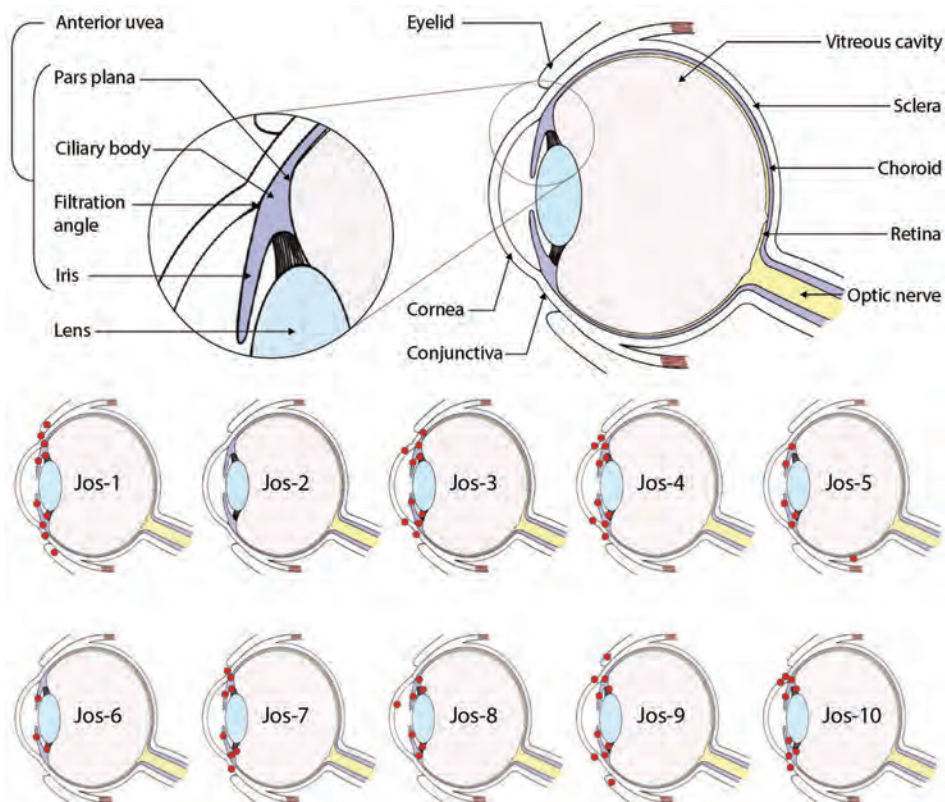 Anterior uvea
Pars plana
Ciliary body
Filtration
angle
Iris
Lens
Eyelid
Cornea
Conjunctiva
Vitreous cavity
Sclera
Choroid
Retina
Optic nerve
Jos-1
Jos-2
Jos-3
Jos-4
Jos-5
Jos-6
Jos-7
Jos-8
Jos-9
Jos-10